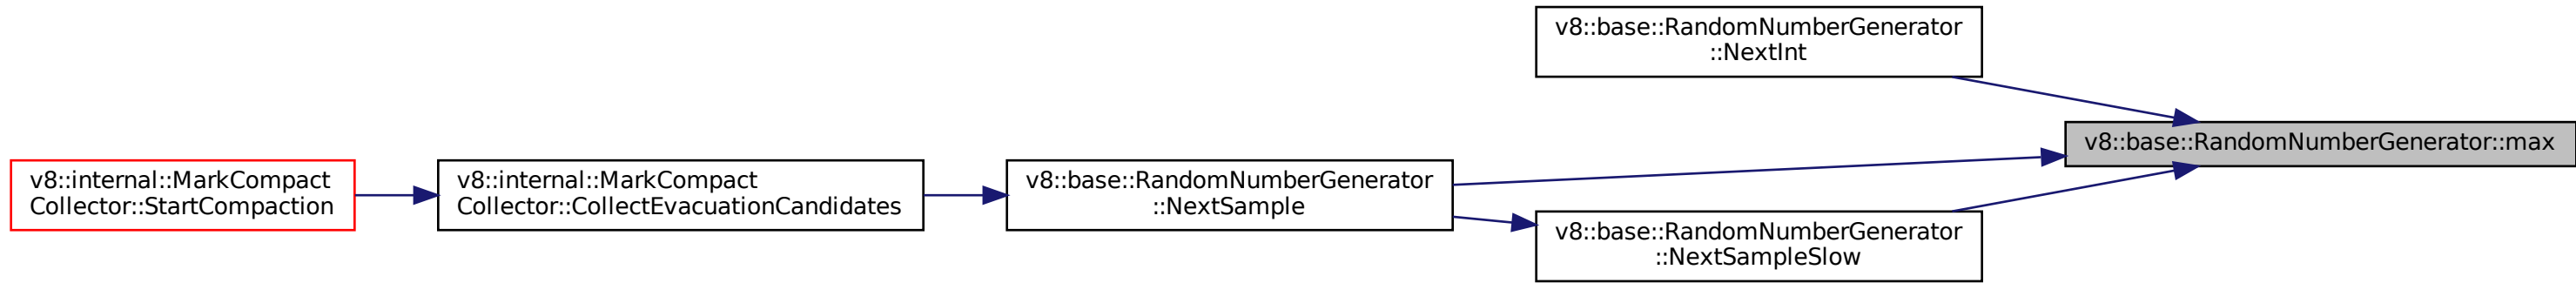 v8::base::RandomNumberGenerator
::NextInt
v8::base::RandomNumberGenerator::max
v8::internal::MarkCompact
Collector::StartCompaction
v8::internal::MarkCompact
Collector::CollectEvacuationCandidates
v8::base::RandomNumberGenerator
::NextSample
v8::base::RandomNumberGenerator
::NextSampleSlow